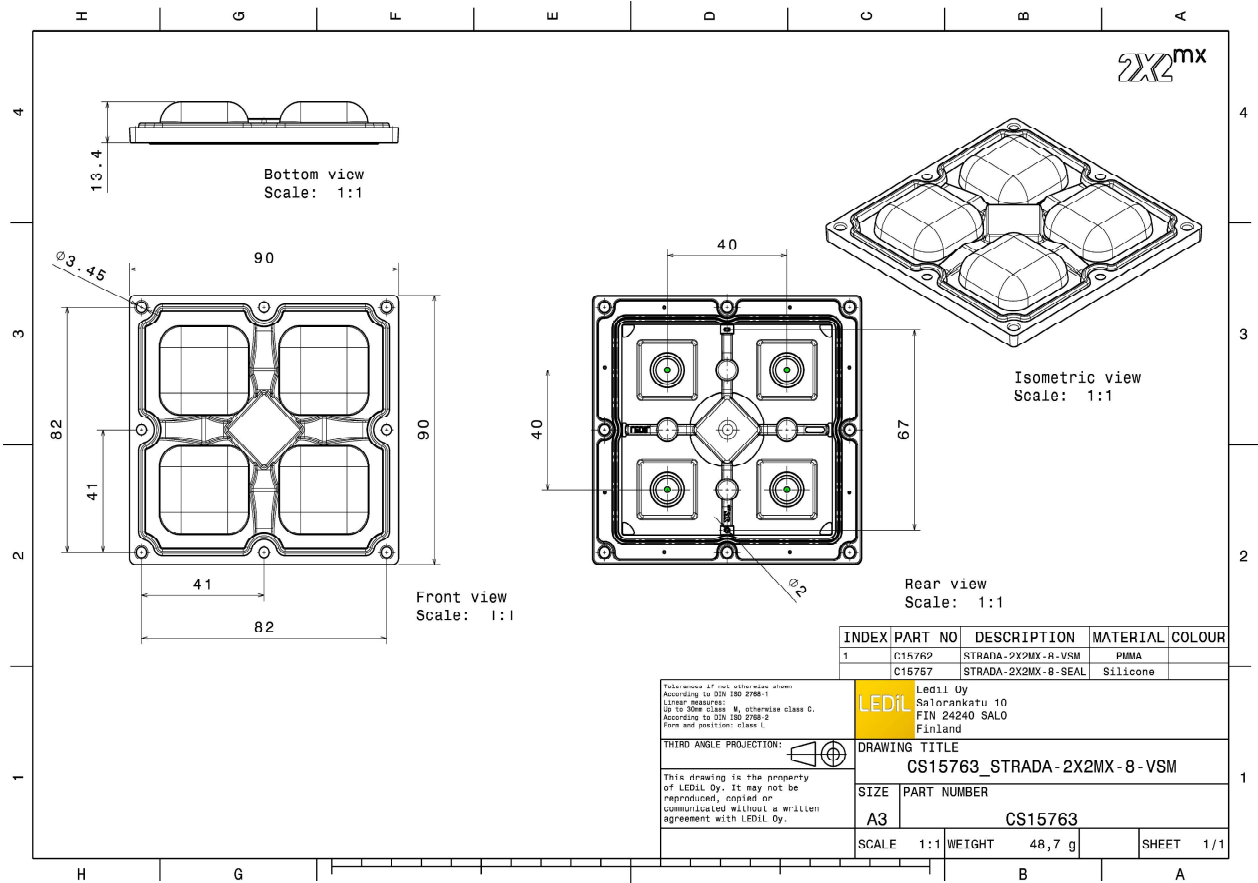 H G F E D C B A
2X2mx
4 4
13.4
Bottom view
Scale: 1:1
Ø3.45
90
40
3 3
82
90
40
67
41
Isometric view
Scale: 1:1
2 2
41
82
Front view
Scale: 1:1
Ø2
Rear view
Scale: 1:1
INDEX PART NO DESCRIPTION MATERIAL COLOUR
1 C15762 STRADA-2X2MX-8-VSM PMMA
C15757 STRADA-2X2MX-8-SEAL Silicone
Tolerances if not otherwise shown
According to DIN ISO 2768-1
Linear measures:
Up to 30mm class M, otherwise class C.
According to DIN ISO 2768-2
Form and position: class L
LEDiL
Ledil Oy
Salorankatu 10
FIN 24240 SALO
Finland
THIRD ANGLE PROJECTION:
DRAWING TITLE
CS15763_STRADA-2X2MX-8-VSM
This drawing is the property
of LEDiL Oy. It may not be
reproduced, copied or
communicated without a written
agreement with LEDiL Oy.
SIZE PART NUMBER
A3 CS15763
SCALE 1:1 WEIGHT 48,7 g SHEET 1/1
1 1
H G B A